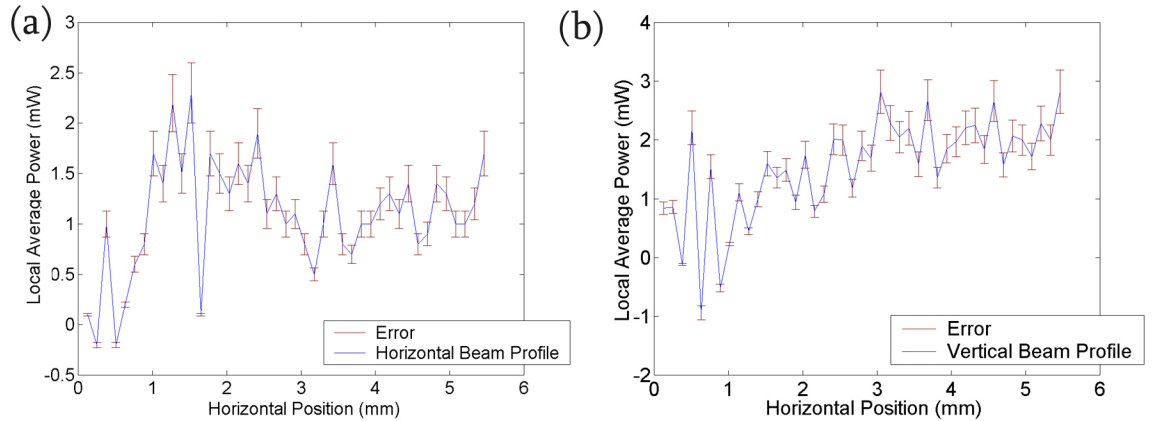 (a)
3
2.5
2
1.5
1
0.5
0
-0.5
Local Average Power (mW)
0 1 2 3 4 5 6
Horizontal Position (mm)
Error
Horizontal Beam Profile
(b)
4
3
2
1
0
-1
-2
Local Average Power (mW)
0 1 2 3 4 5 6
Horizontal Position (mm)
Error
Vertical Beam Profile